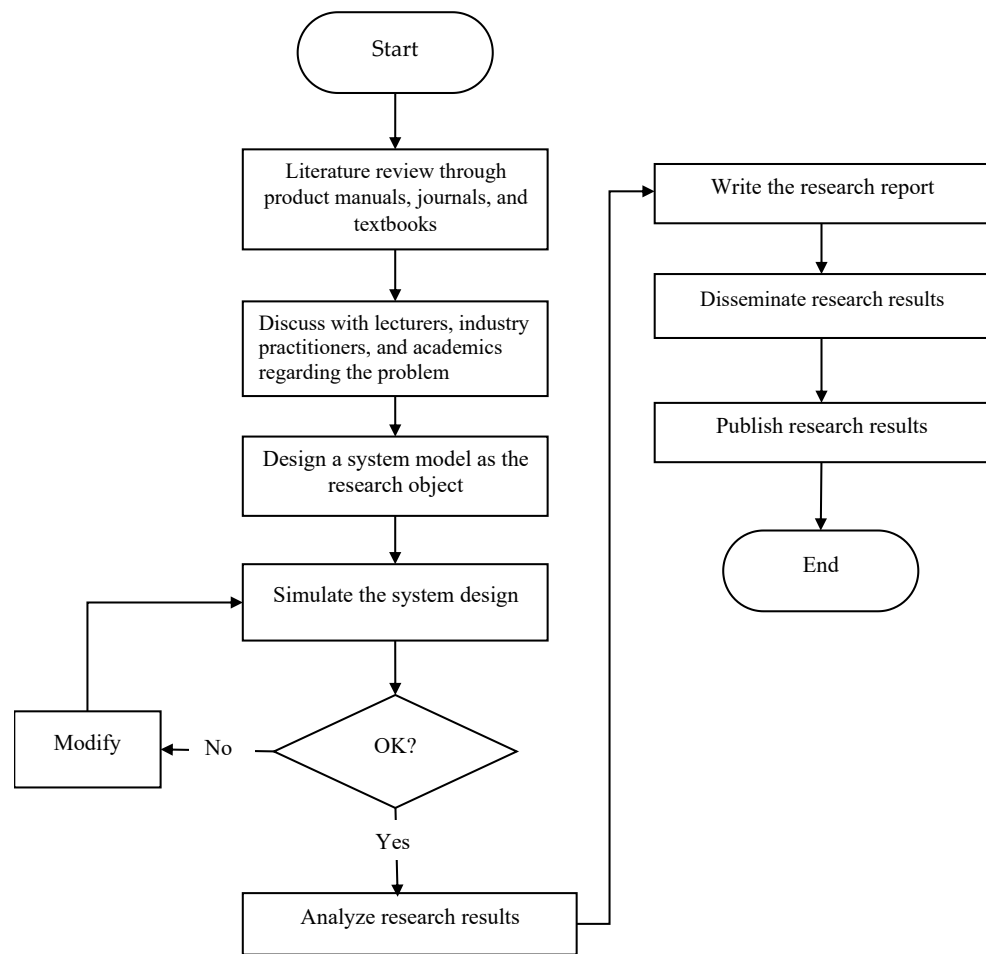 Start
Literature review through
product manuals, journals, and
textbooks
Discuss with lecturers, industry
practitioners, and academics
regarding the problem
Design a system model as the
research object
Simulate the system design
OK?
No
Modify
Yes
Analyze research results
Write the research report
Disseminate research results
Publish research results
End